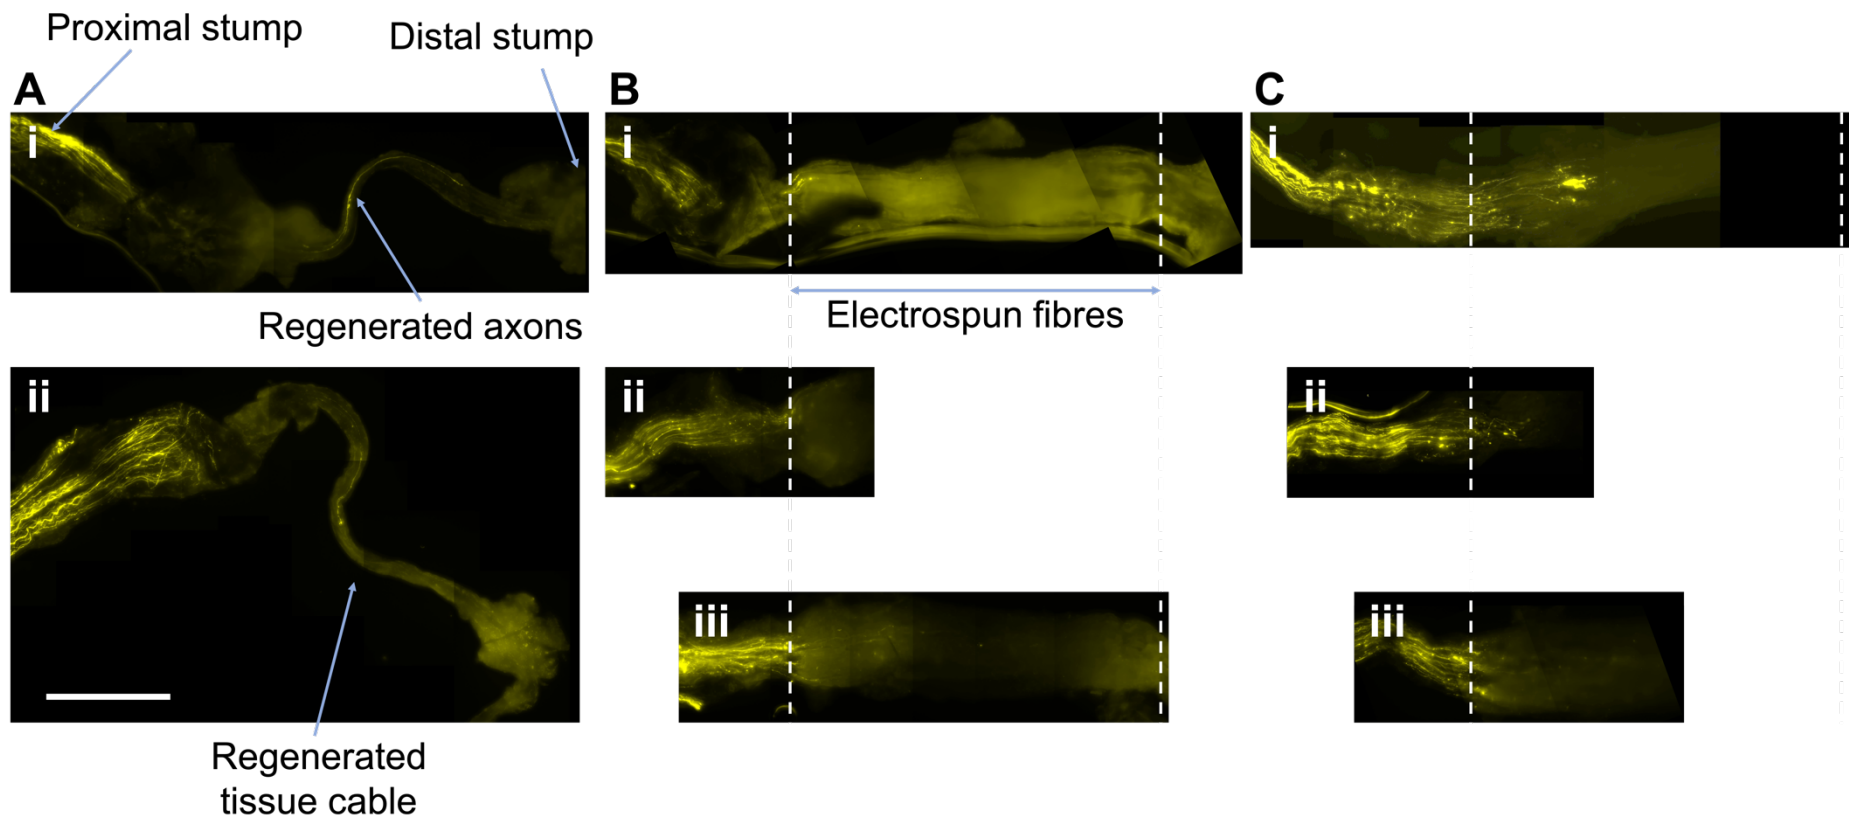 Proximal stump
Distal stump
A
B
C
i
i
i
Regenerated axons
Electrospun fibres
ii
ii
ii
iii
iii
Regenerated
tissue cable